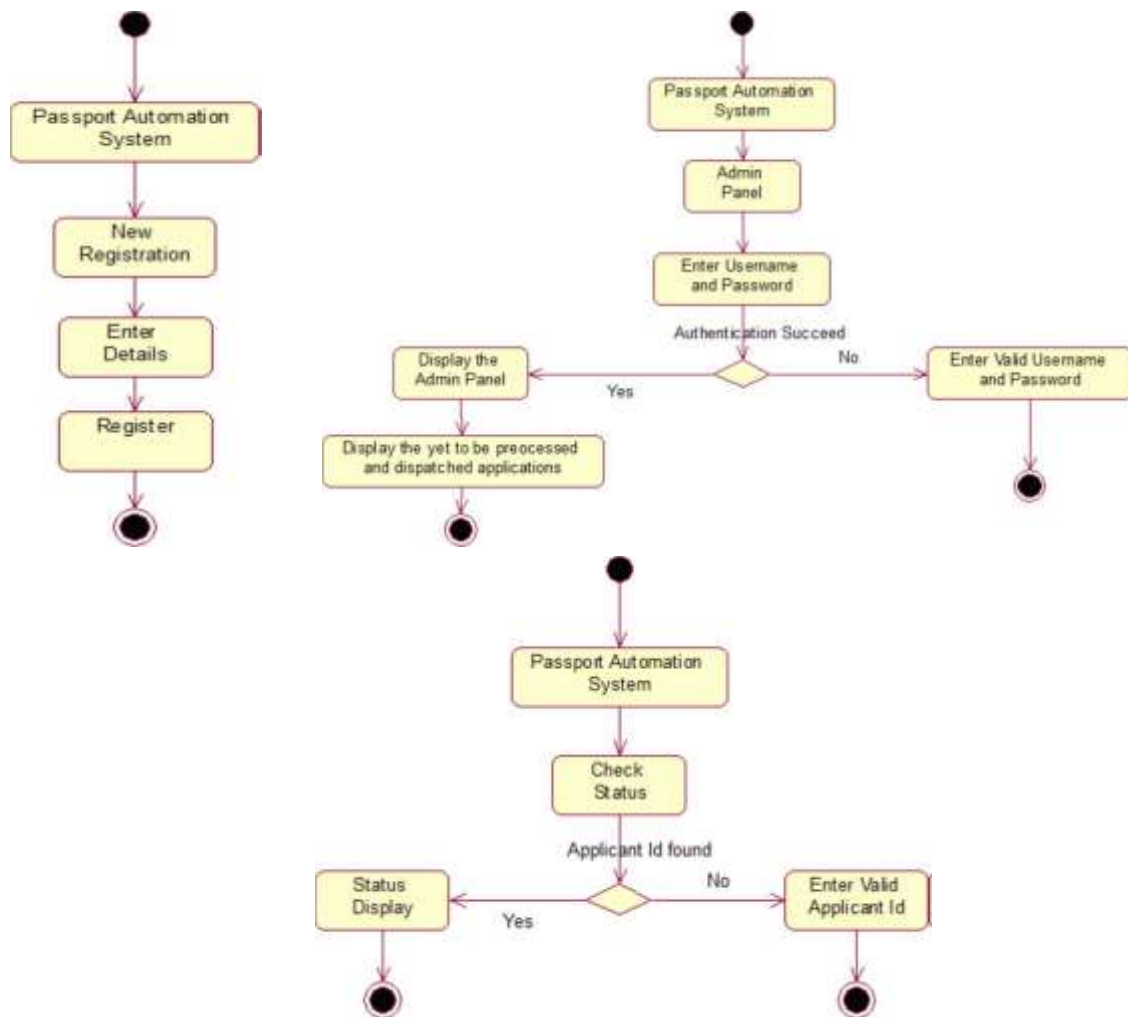 Passport Automation
System
New
Registration
Enter
Details
Register
Passport Automation
System
Admin
Panel
Enter Username
and Password
Authentication Succeed
Display the
Admin Panel
Yes
No
Enter Valid Username
and Password
Display the yet to be preocessed
and dispatched applications
Passport Automation
System
Check
Status
Applicant Id found
Status
Display
Yes
No
Enter Valid
Applicant Id